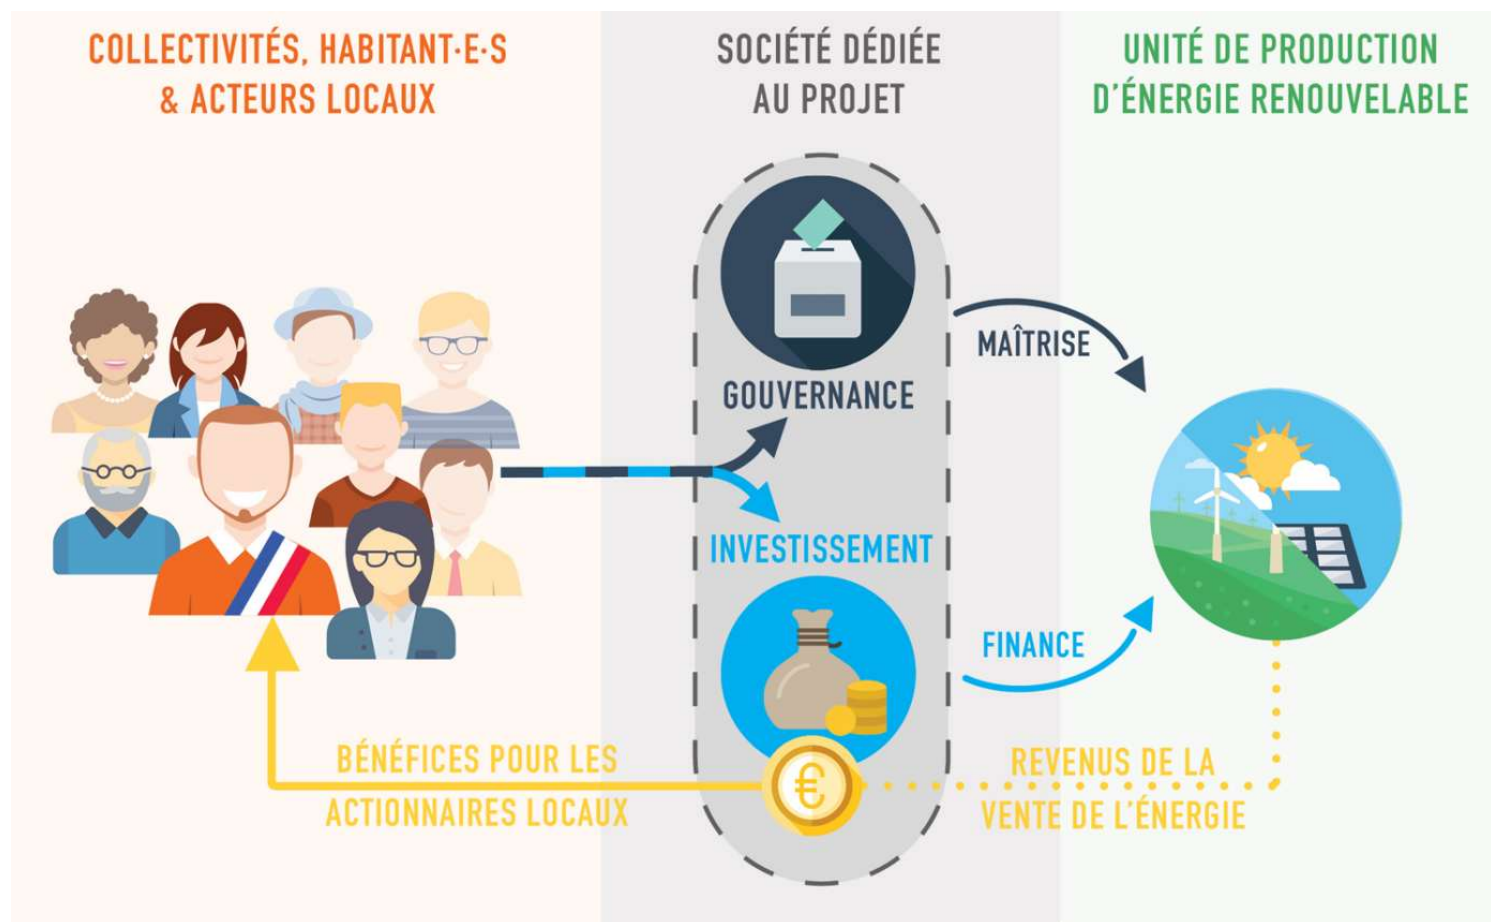 COLLECTIVITÉS, HABITANT·E·S
& ACTEURS LOCAUX
SOCIÉTÉ DÉDIÉE
AU PROJET
UNITÉ DE PRODUCTION
D'ÉNERGIE RENOUVELABLE
GOUVERNANCE
MAÎTRISE
INVESTISSEMENT
FINANCE
BÉNÉFICES POUR LES
ACTIONNAIRES LOCAUX
€
REVENUS DE LA
VENTE DE L'ÉNERGIE